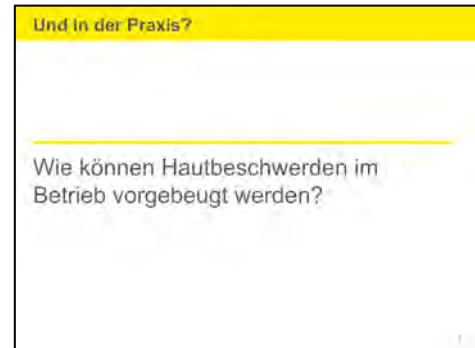 Und in der Praxis?
Wie können Hautbeschwerden im
Betrieb vorgebeugt werden?